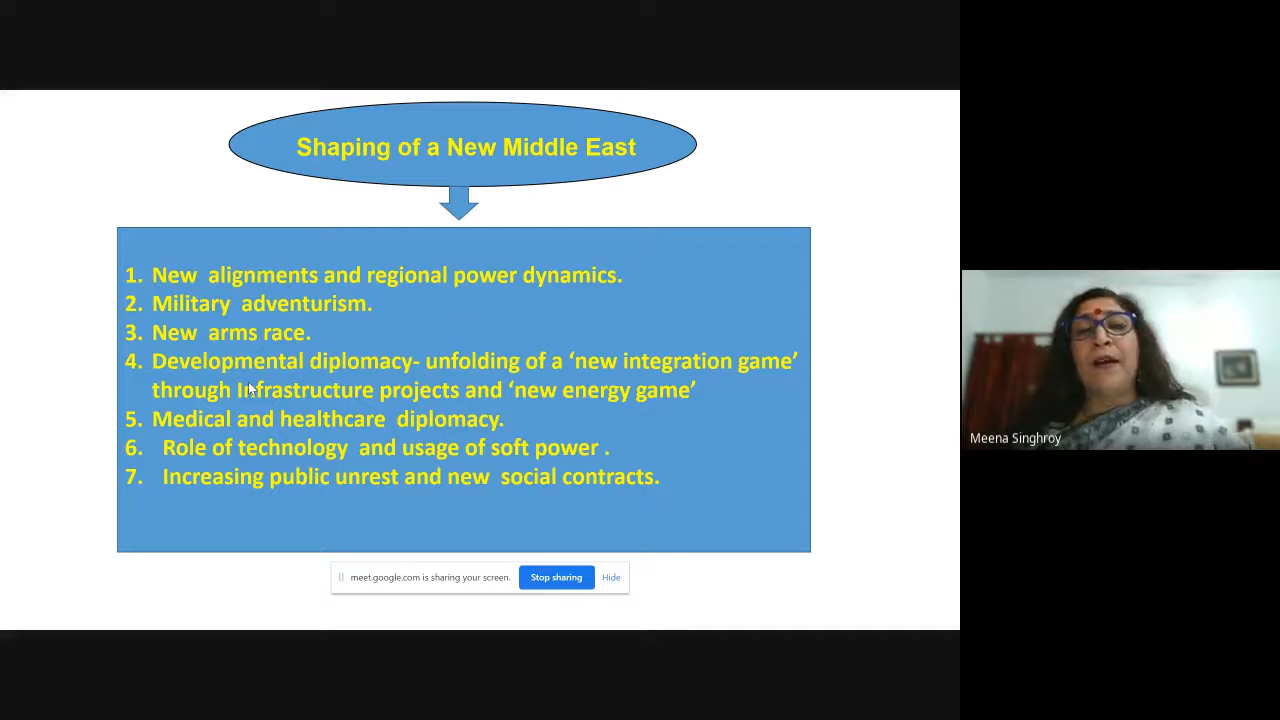 Shaping of a New Middle East
1. New alignments and regional power dynamics.
2. Military adventurism.
3. New arms race.
4. Developmental diplomacy- unfolding of a ‘new integration game’
through Infrastructure projects and ‘new energy game’
5. Medical and healthcare diplomacy.
6. Role of technology and usage of soft power .
7. Increasing public unrest and new social contracts.
meet.google.com is sharing your screen. Stop sharing Hide
Meena Singhroy